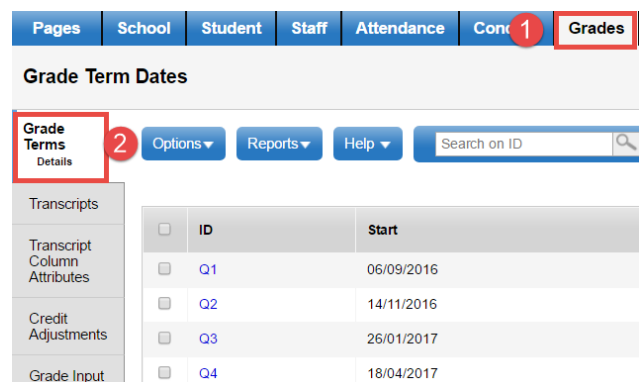 Pages School Student Staff Attendance 1 Grades
Grade Term Dates
Grade
Terms
Details
2 Options Reports Help Search on ID
Transcripts
ID Start
Transcript
Column
Attributes
Q1 06/09/2016
Q2 14/11/2016
Credit
Adjustments
Q3 26/01/2017
Grade Input
Q4 18/04/2017